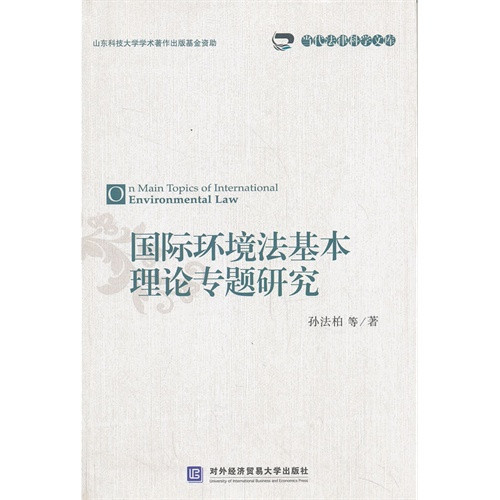 山东科技大学学术著作出版基金资助
当代法律科学文库
On Main Topics of International
Environmental Law
国际环境法基本
理论专题研究
孙法柏 等/著
对外经济贸易大学出版社
University of International Business and Economics Press